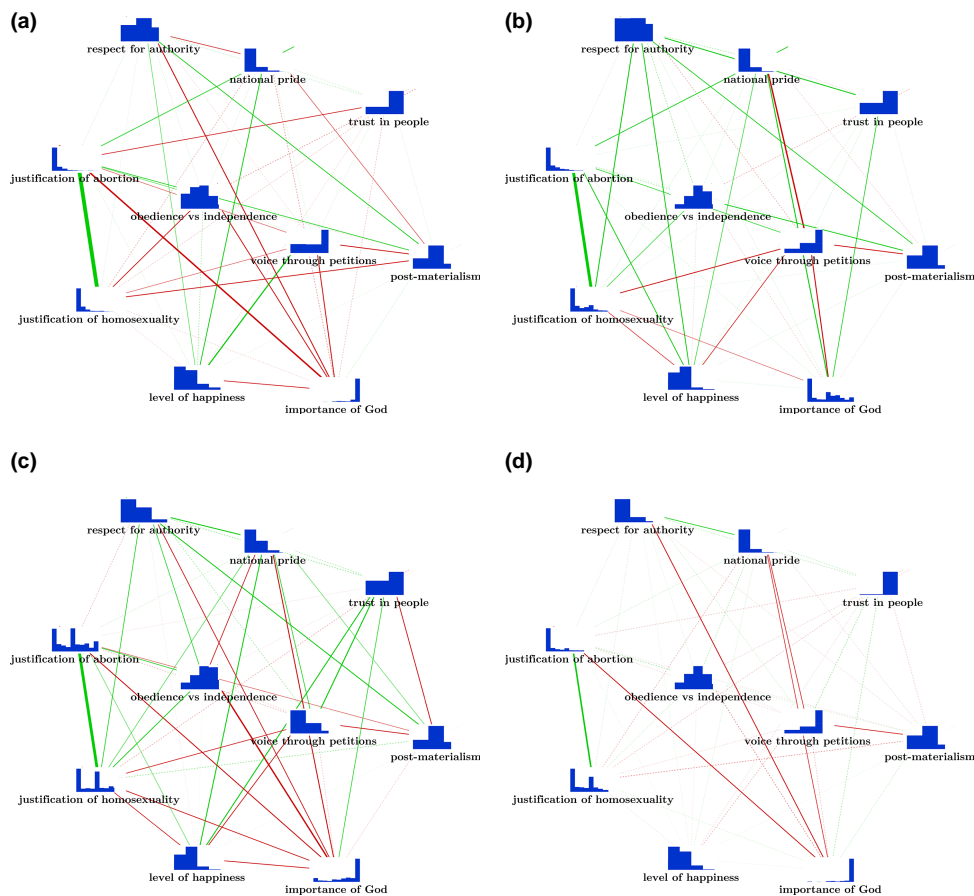 (a)
respect for authority
national pride
trust in people
justification of abortion
obedience vs independence
voice through petitions
post-materialism
justification of homosexuality
level of happiness
importance of God
(b)
respect for authority
national pride
trust in people
justification of abortion
obedience vs independence
voice through petitions
post-materialism
justification of homosexuality
level of happiness
importance of God
(c)
respect for authority
national pride
trust in people
justification of abortion
obedience vs independence
voice through petitions
post-materialism
justification of homosexuality
level of happiness
importance of God
(d)
respect for authority
national pride
trust in people
justification of abortion
obedience vs independence
voice through petitions
post-materialism
justification of homosexuality
level of happiness
importance of God